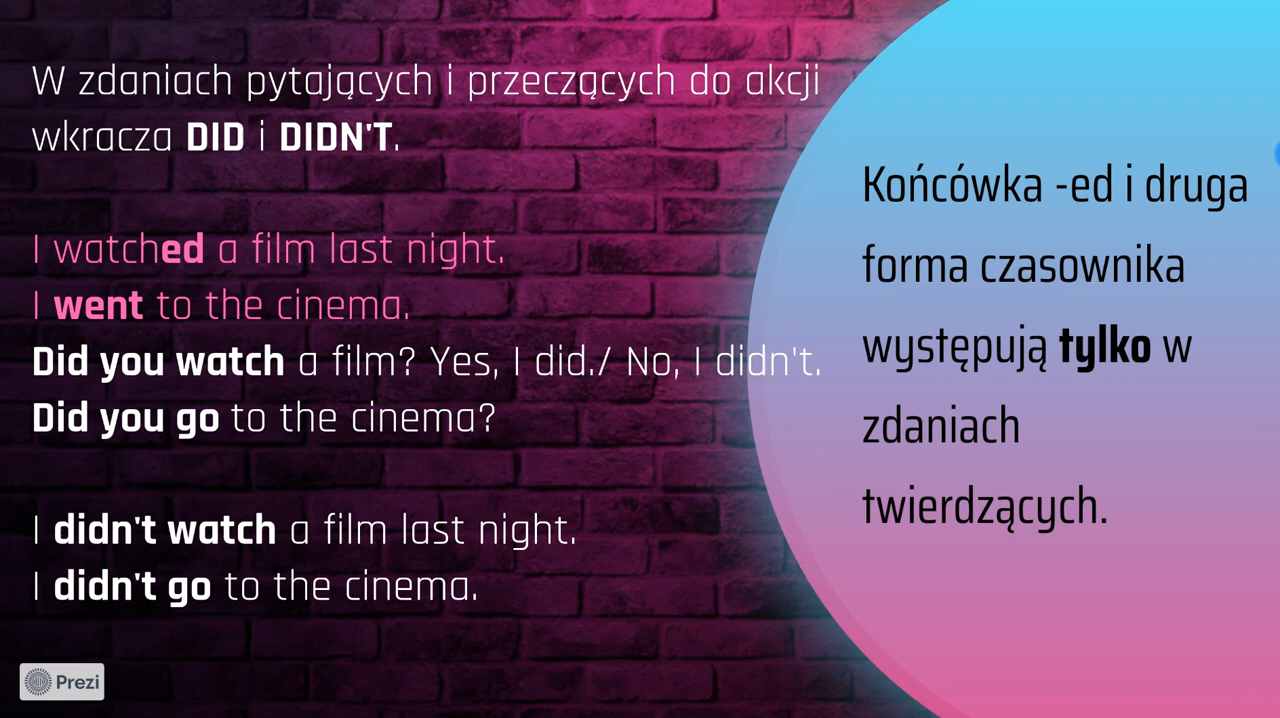 W zdaniach pytających i przeczących do akcji
wkracza DID i DIDN'T.
I watched a film last night.
I went to the cinema.
Did you watch a film? Yes, I did./ No, I didn't.
Did you go to the cinema?
I didn't watch a film last night.
I didn't go to the cinema.
Końcówka -ed i druga
forma czasownika
występują tylko w
zdaniach
twierdzących.
Prezi